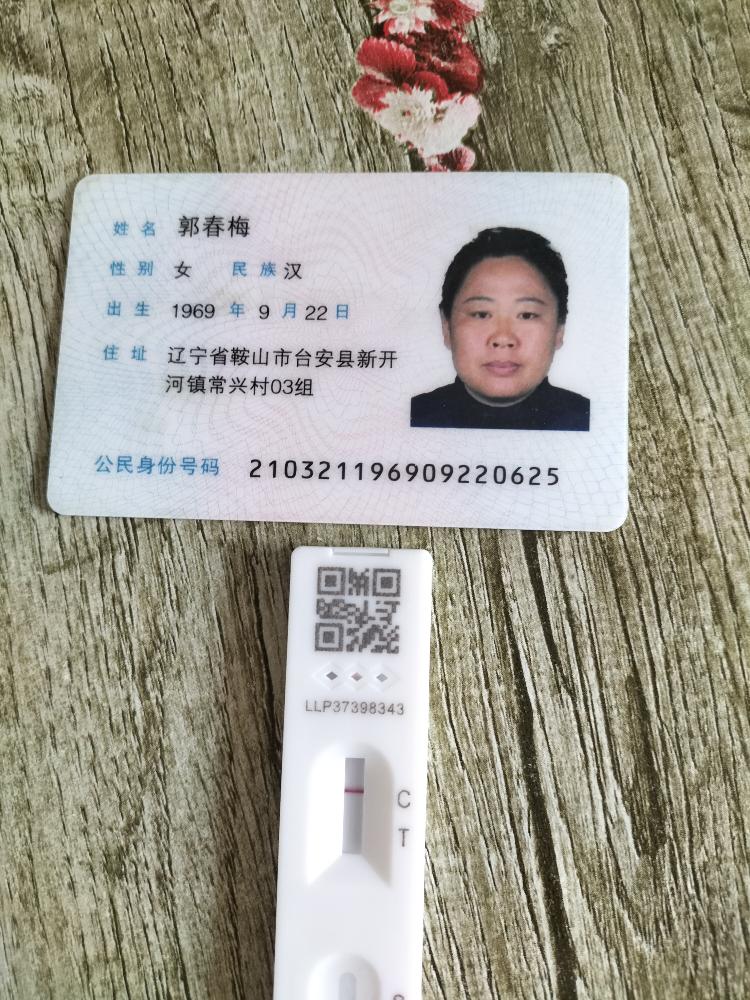 姓名 郭春梅
性别 女 民族 汉
出生 1969 年 9 月 22 日
住址 辽宁省鞍山市台安县新开
河镇常兴村03组
公民身份号码 210321196909220625
LLP37398343
C
T